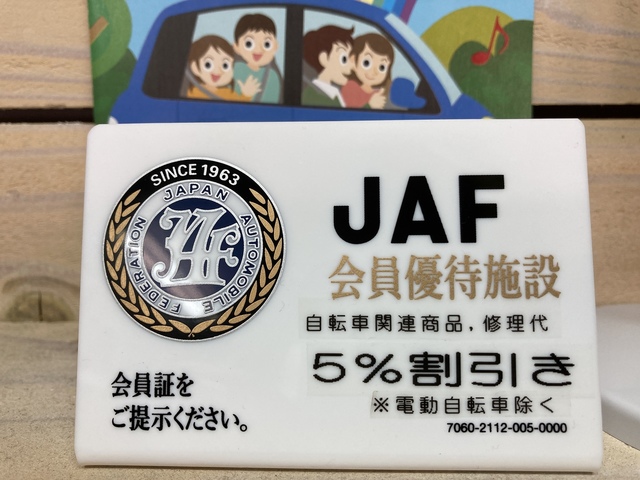 SINCE 1963
JAPAN AUTOMOBILE FEDERATION
JAF
JAF
会員優待施設
自転車関連商品,修理代
5%割引き
※電動自転車除く
会員証を
ご提示ください。
7060-2112-005-0000